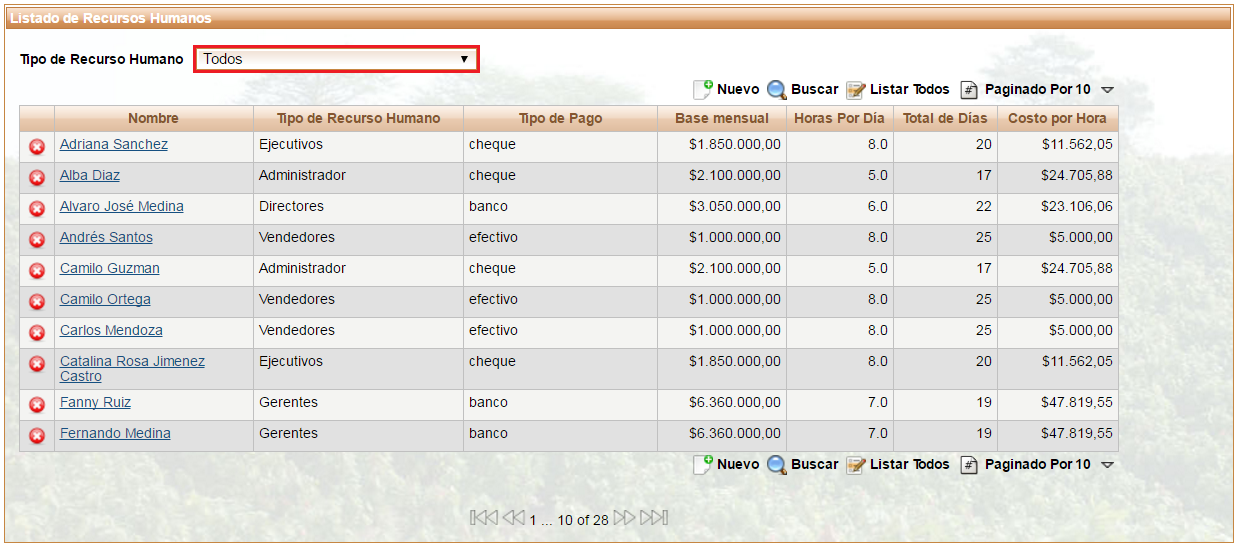 Listado de Recursos Humanos
Tipo de Recurso Humano Todos
Nuevo Buscar Listar Todos # Paginado Por 10
Nombre Tipo de Recurso Humano Tipo de Pago Base mensual Horas Por Día Total de Días Costo por Hora
Adriana Sanchez Ejecutivos cheque $1.850.000,00 8.0 20 $11.562,05
Alba Diaz Administrador cheque $2.100.000,00 5.0 17 $24.705,88
Alvaro José Medina Directores banco $3.050.000,00 6.0 22 $23.106,06
Andrés Santos Vendedores efectivo $1.000.000,00 8.0 25 $5.000,00
Camilo Guzman Administrador cheque $2.100.000,00 5.0 17 $24.705,88
Camilo Ortega Vendedores efectivo $1.000.000,00 8.0 25 $5.000,00
Carlos Mendoza Vendedores efectivo $1.000.000,00 8.0 25 $5.000,00
Catalina Rosa Jimenez Ejecutivos cheque $1.850.000,00 8.0 20 $11.562,05
Castro
Fanny Ruiz Gerentes banco $6.360.000,00 7.0 19 $47.819,55
Fernando Medina Gerentes banco $6.360.000,00 7.0 19 $47.819,55
Nuevo Buscar Listar Todos # Paginado Por 10
1 ... 10 of 28